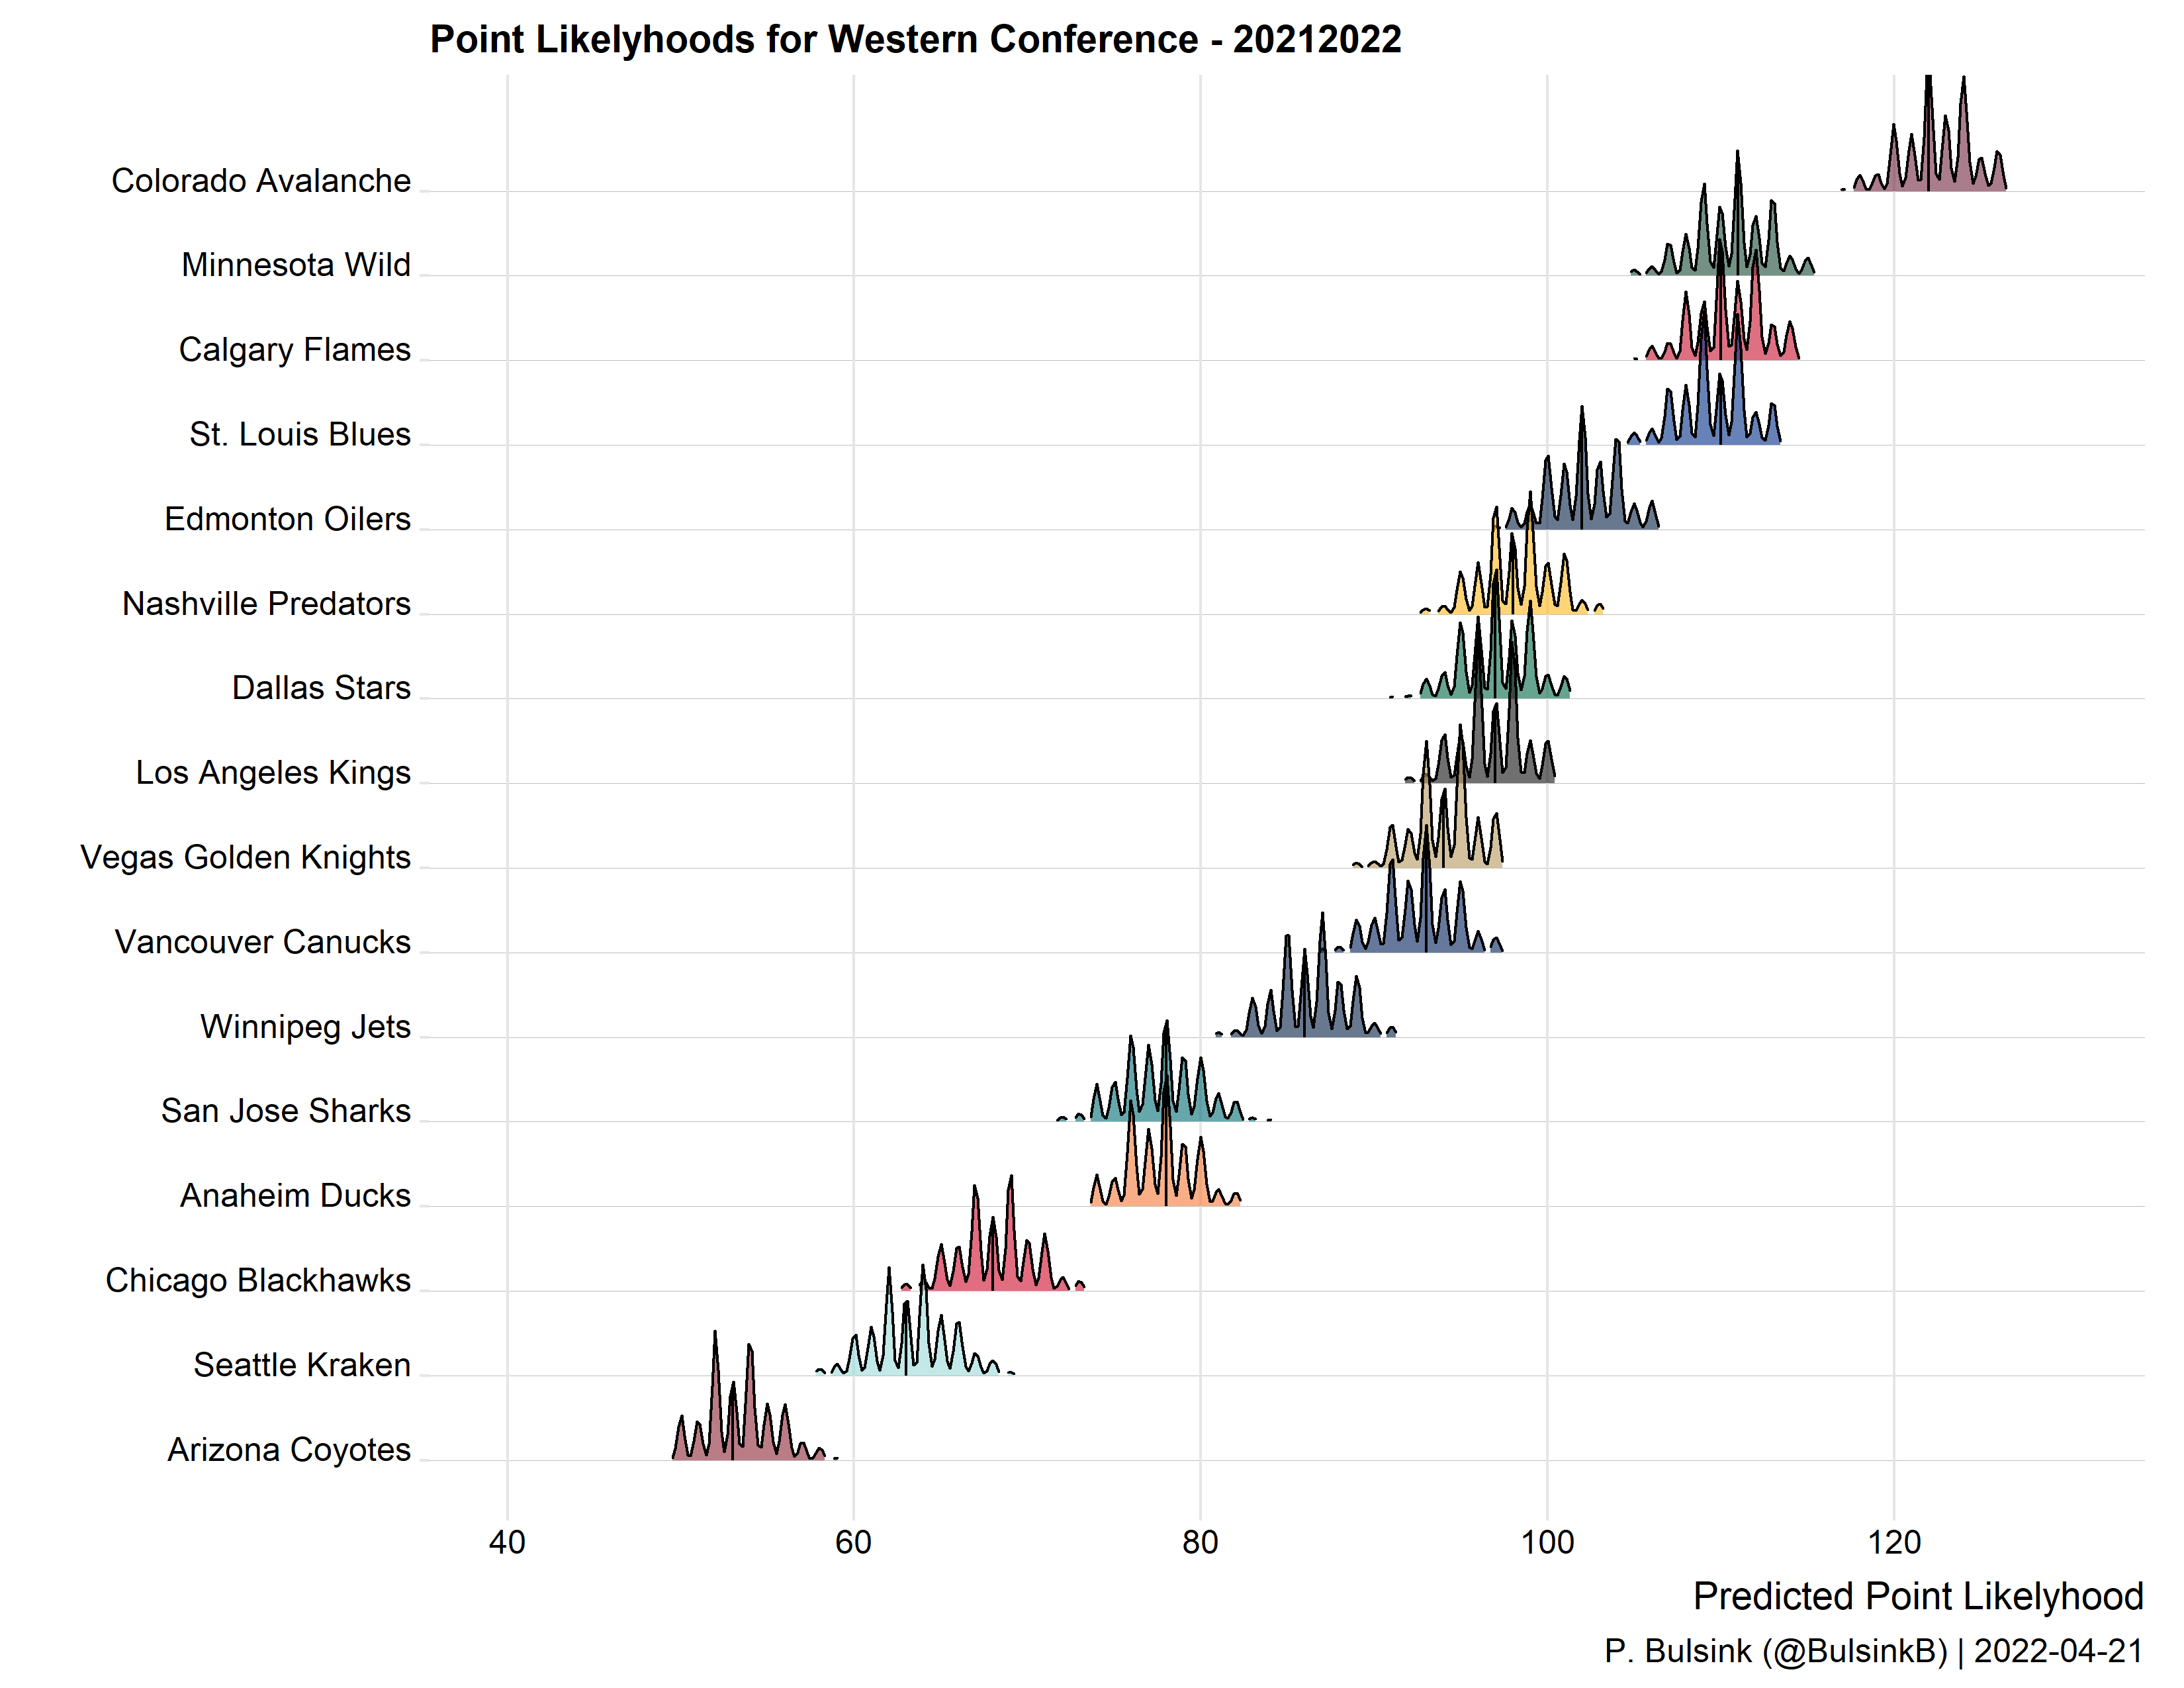 Point Likelyhoods for Western Conference - 20212022
Colorado Avalanche
Minnesota Wild
Calgary Flames
St. Louis Blues
Edmonton Oilers
Nashville Predators
Dallas Stars
Los Angeles Kings
Vegas Golden Knights
Vancouver Canucks
Winnipeg Jets
San Jose Sharks
Anaheim Ducks
Chicago Blackhawks
Seattle Kraken
Arizona Coyotes
40 60 80 100 120
Predicted Point Likelyhood
P. Bulsink (@BulsinkB) | 2022-04-21